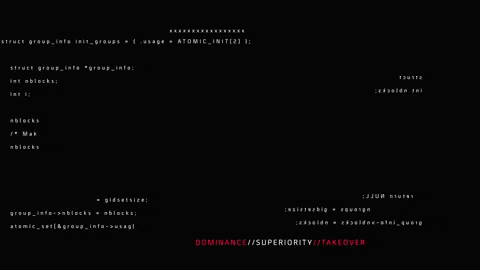 xxxxxxxxxxxxxxxxx
struct group_info init_groups = { .usage = ATOMIC_INIT(2) };
struct group_info *group_info;
int nblocks;
int i;
struct
int nblocks;
nblocks
/* Mak
nblocks
= gidsetsize;
group_info->nblocks = nblocks;
atomic_set(&group_info->usag(
return NULL;
ngroups = gidsetsize;
group_info->nblocks = nblocks;
DOMINANCE//SUPERIORITY//TAKEOVER